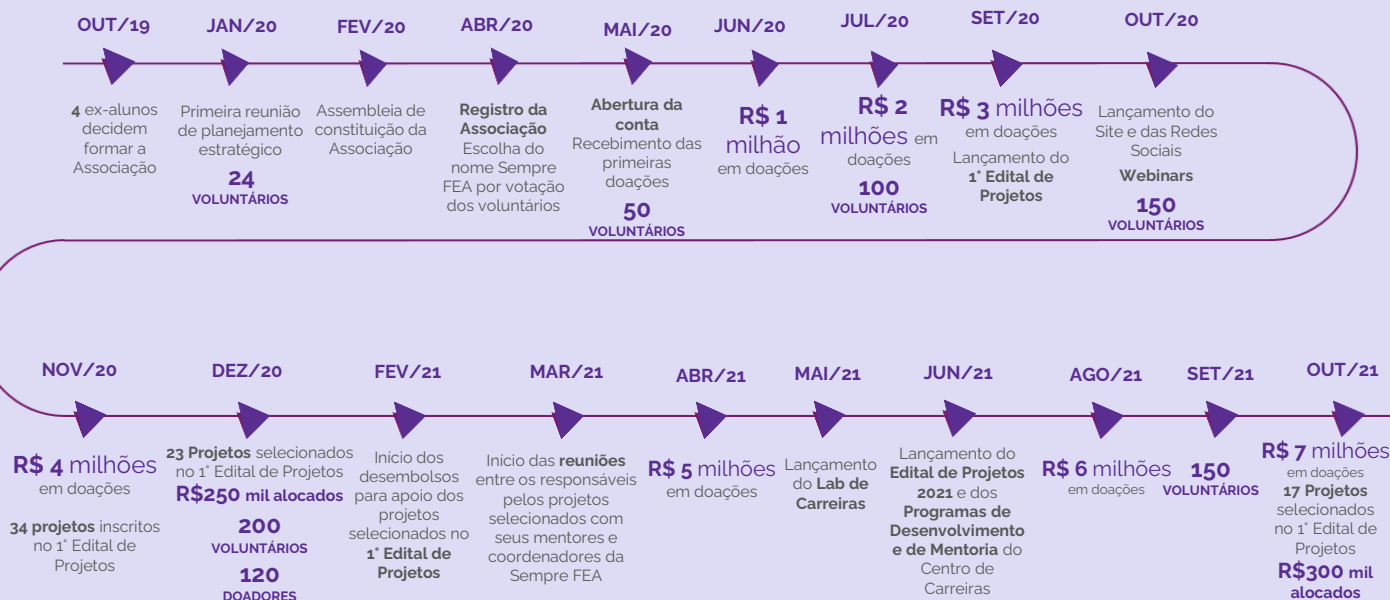 OUT/19
4 ex-alunos
decidem
formar a
Associação
JAN/20
Primeira reunião
de planejamento
estratégico
24
VOLUNTÁRIOS
FEV/20
Assembleia de
constituição da
Associação
ABR/20
Registro da
Associação
Escolha do
nome Sempre
FEA por votação
dos voluntários
MAI/20
Abertura da
conta
Recebimento das
primeiras
doações
50
VOLUNTÁRIOS
JUN/20
R$ 1
milhão
em doações
JUL/20
R$ 2
milhões em
doações
100
VOLUNTÁRIOS
SET/20
R$ 3 milhões
em doações
Lançamento do
1° Edital de
Projetos
OUT/20
Lançamento do
Site e das Redes
Sociais
Webinars
150
VOLUNTÁRIOS
NOV/20
R$ 4 milhões
em doações
34 projetos inscritos
no 1° Edital de
Projetos
DEZ/20
23 Projetos selecionados
no 1° Edital de Projetos
R$250 mil alocados
200
VOLUNTÁRIOS
120
DOADORES
FEV/21
Início dos
desembolsos
para apoio dos
projetos
selecionados no
1° Edital de
Projetos
MAR/21
Início das reuniões
entre os responsáveis
pelos projetos
selecionados com
seus mentores e
coordenadores da
Sempre FEA
ABR/21
R$ 5 milhões
em doações
MAI/21
Lançamento
do Lab de
Carreiras
JUN/21
Lançamento do
Edital de Projetos
2021 e dos
Programas de
Desenvolvimento
e de Mentoria do
Centro de
Carreiras
AGO/21
R$ 6 milhões
em doações
SET/21
150
VOLUNTÁRIOS
OUT/21
R$ 7 milhões
em doações
17 Projetos
selecionados
no 1° Edital de
Projetos
R$300 mil
alocados